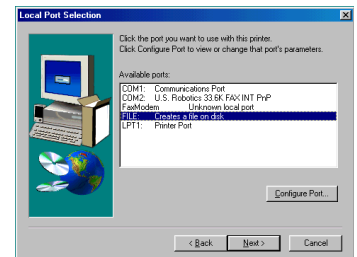 Local Port Selection
Click the port you want to use with this printer.
Click Configure Port to view or change that port's parameters.
Available ports:
COM1: Communications Port
COM2: U.S. Robotics 33.6K FAX INT PnP
FaxModem Unknown local port
FILE: Creates a file on disk
LPT1: Printer Port
Configure Port...
< Back
Next >
Cancel